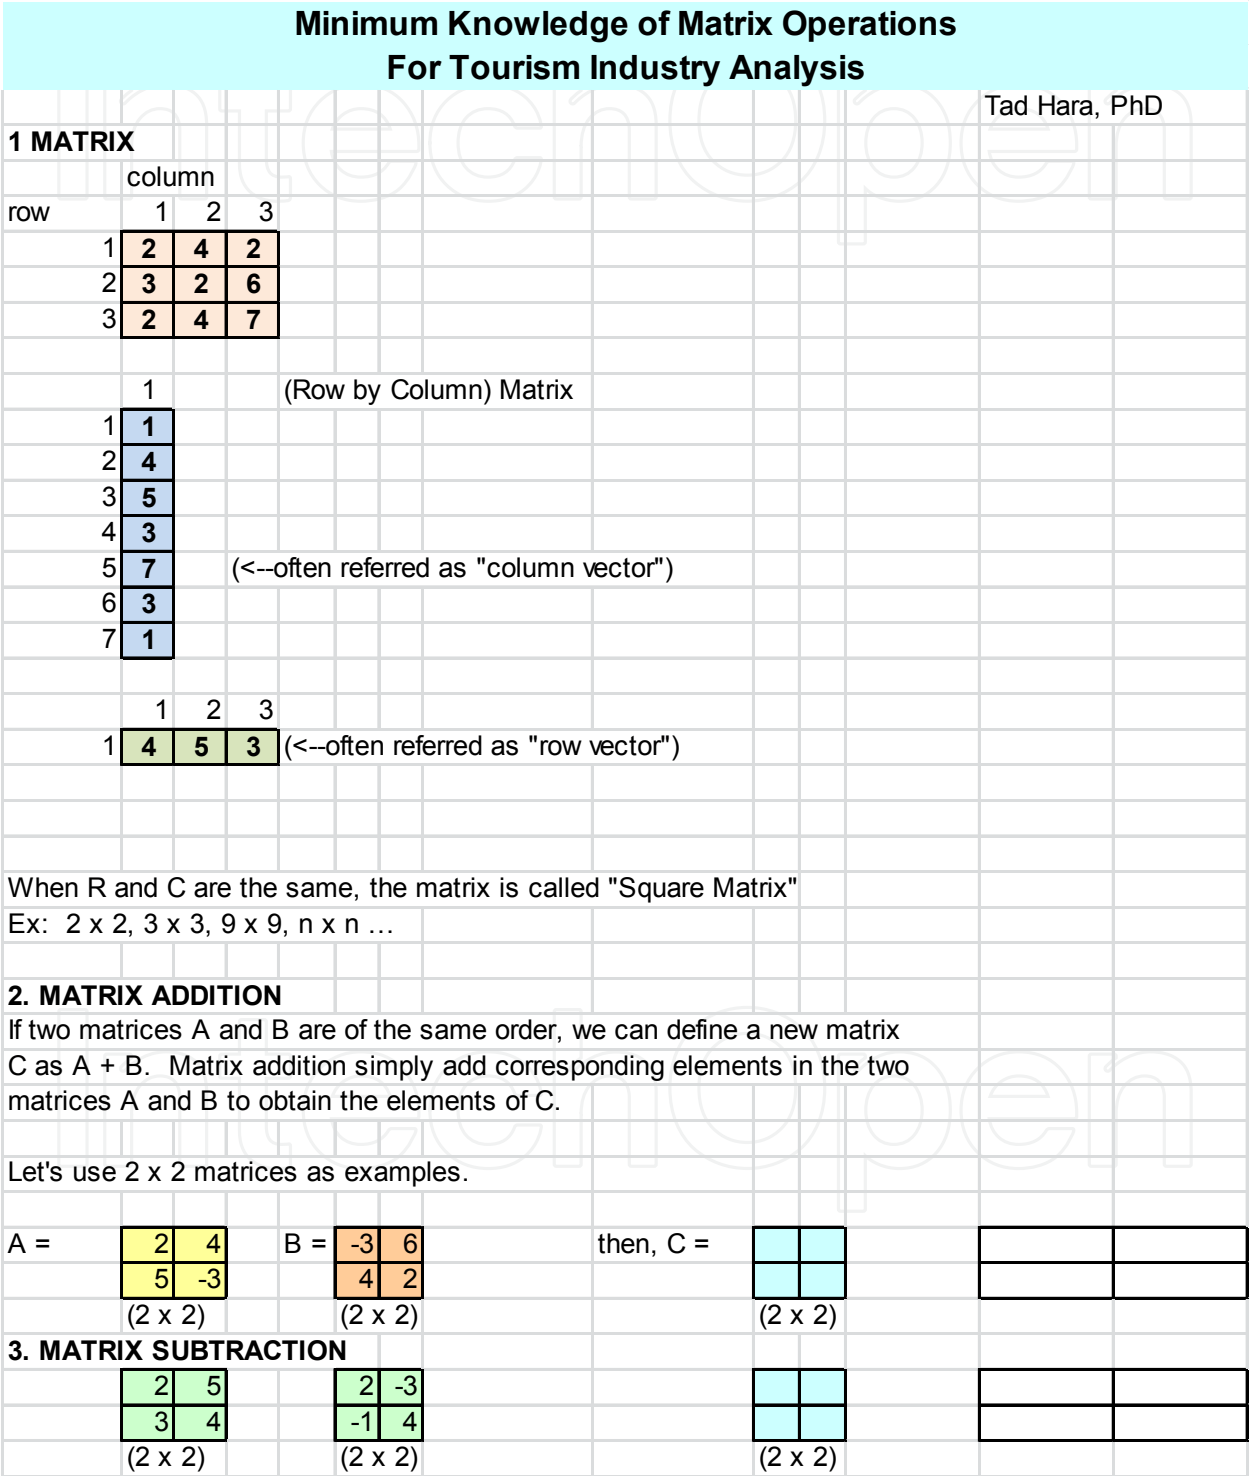 Minimum Knowledge of Matrix Operations
For Tourism Industry Analysis
IntechOpen
Tad Hara, PhD
1 MATRIX
column
row 1 2 3
1 2 4 2
2 3 2 6
3 2 4 7
1 (Row by Column) Matrix
1 1
2 4
3 5
4 3
5 7 (<--often referred as "column vector")
6 3
7 1
1 2 3
1 4 5 3 (<--often referred as "row vector")
When R and C are the same, the matrix is called "Square Matrix"
Ex: 2 x 2, 3 x 3, 9 x 9, n x n …
2. MATRIX ADDITION
If two matrices A and B are of the same order, we can define a new matrix
C as A + B. Matrix addition simply add corresponding elements in the two
matrices A and B to obtain the elements of C.
IntechOpen
Let's use 2 x 2 matrices as examples.
A = 2 4 B = -3 6 then, C =
5 -3 4 2
(2 x 2) (2 x 2) (2 x 2)
3. MATRIX SUBTRACTION
2 5 2 -3
3 4 -1 4
(2 x 2) (2 x 2) (2 x 2)